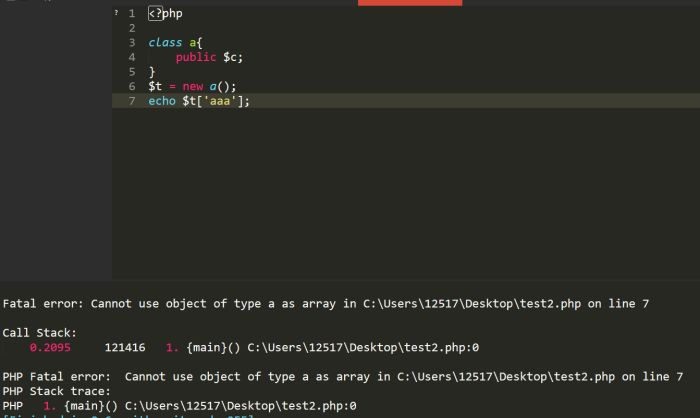 ? 1 <?php
2
3 class a{
4 public $c;
5 }
6 $t = new a();
7 echo $t['aaa'];
Fatal error: Cannot use object of type a as array in C:\Users\12517\Desktop\test2.php on line 7
Call Stack:
0.2095 121416 1. {main}() C:\Users\12517\Desktop\test2.php:0
PHP Fatal error: Cannot use object of type a as array in C:\Users\12517\Desktop\test2.php on line 7
PHP Stack trace:
PHP 1. {main}() C:\Users\12517\Desktop\test2.php:0